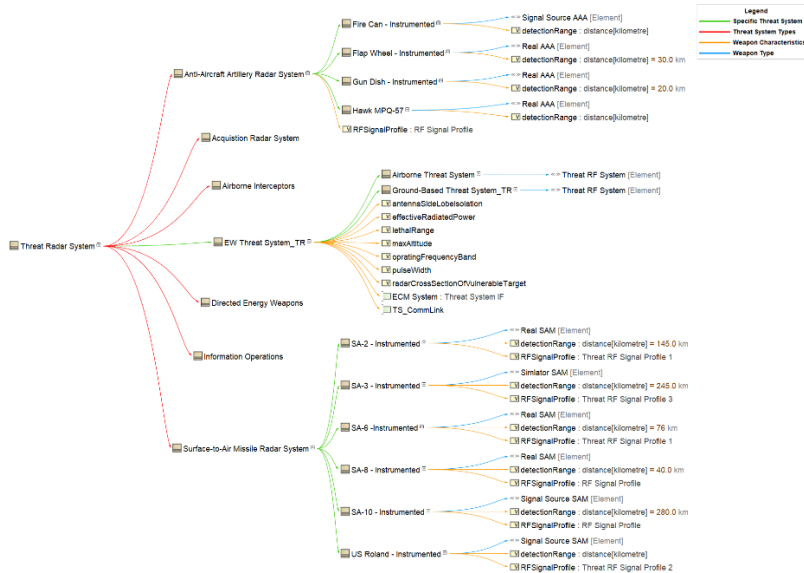 Legend
Specific Threat System
Threat System Types
Weapon Characteristics
Weapon Type
Fire Can - Instrumented
Signal Source AAA [Element]
detectionRange : distance[kilometre]
Flap Wheel - Instrumented
Real AAA [Element]
detectionRange : distance[kilometre] = 30.0 km
Anti-Aircraft Artillery Radar System
Gun Dish - Instrumented
Real AAA [Element]
detectionRange : distance[kilometre] = 20.0 km
Hawk MPQ-57
Real AAA [Element]
detectionRange : distance[kilometre]
RFSignalProfile : RF Signal Profile
Acquistion Radar System
Airborne Interceptors
Airborne Threat System
Threat RF System [Element]
Ground-Based Threat System_TR
Threat RF System [Element]
antennaSideLobeIsolation
effectiveRadiatedPower
lethalRange
Threat Radar System
EW Threat System_TR
maxAltitude
opratingFrequencyBand
pulseWidth
radarCrossSectionOfVulnerableTarget
ECM System : Threat System IF
TS_CommLink
Directed Energy Weapons
Information Operations
SA-2 - Instrumented
Real SAM [Element]
detectionRange : distance[kilometre] = 145.0 km
RFSignalProfile : Threat RF Signal Profile 1
SA-3 - Instrumented
Simlator SAM [Element]
detectionRange : distance[kilometre] = 245.0 km
RFSignalProfile : Threat RF Signal Profile 3
SA-6 -Instrumented
Real SAM [Element]
detectionRange : distance[kilometre] = 76 km
RFSignalProfile : Threat RF Signal Profile 1
Surface-to-Air Missile Radar System
SA-8 - Instrumented
Real SAM [Element]
detectionRange : distance[kilometre] = 40.0 km
RFSignalProfile : RF Signal Profile
SA-10 - Instrumented
Signal Source SAM [Element]
detectionRange : distance[kilometre] = 280.0 km
RFSignalProfile : RF Signal Profile
US Roland - Instrumented
Signal Source SAM [Element]
detectionRange : distance[kilometre]
RFSignalProfile : Threat RF Signal Profile 2